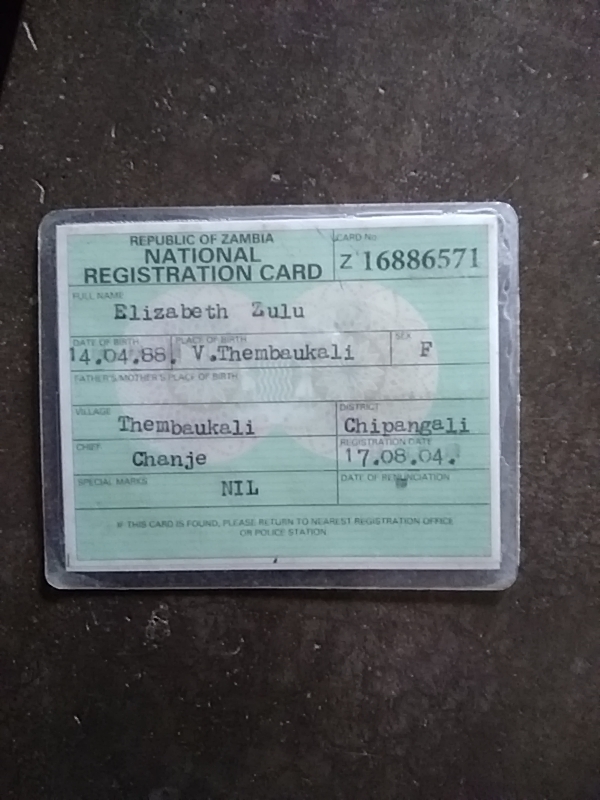 REPUBLIC OF ZAMBIA
NATIONAL
REGISTRATION CARD
CARD No
Z 16886571
FULL NAME
Elizabeth Zulu
DATE OF BIRTH PLACE OF BIRTH SEX
14.04.88. V.Thembaukali F
FATHER'S/MOTHER'S PLACE OF BIRTH
VILLAGE DISTRICT
Thembaukali Chipangali
CHIEF REGISTRATION DATE
Chanje 17.08.04.
SPECIAL MARKS DATE OF RENUNCIATION
NIL
IF THIS CARD IS FOUND, PLEASE RETURN TO NEAREST REGISTRATION OFFICE
OR POLICE STATION